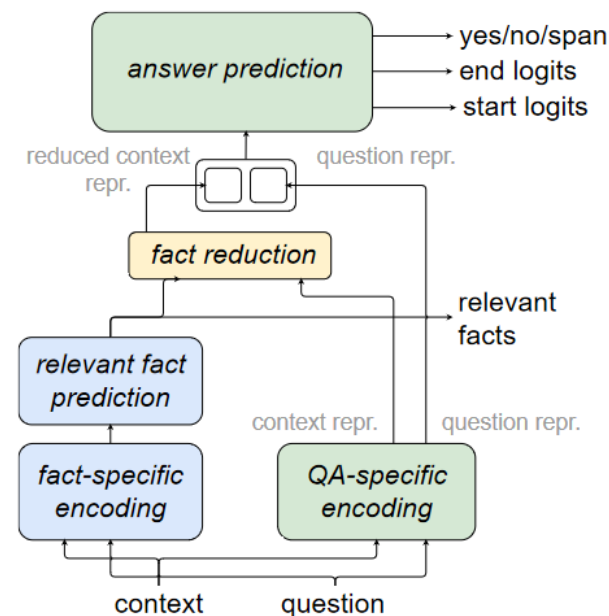 answer prediction
yes/no/span
end logits
start logits
reduced context
repr.
question repr.
fact reduction
relevant
facts
relevant fact
prediction
context repr.
question repr.
fact-specific
encoding
QA-specific
encoding
context
question